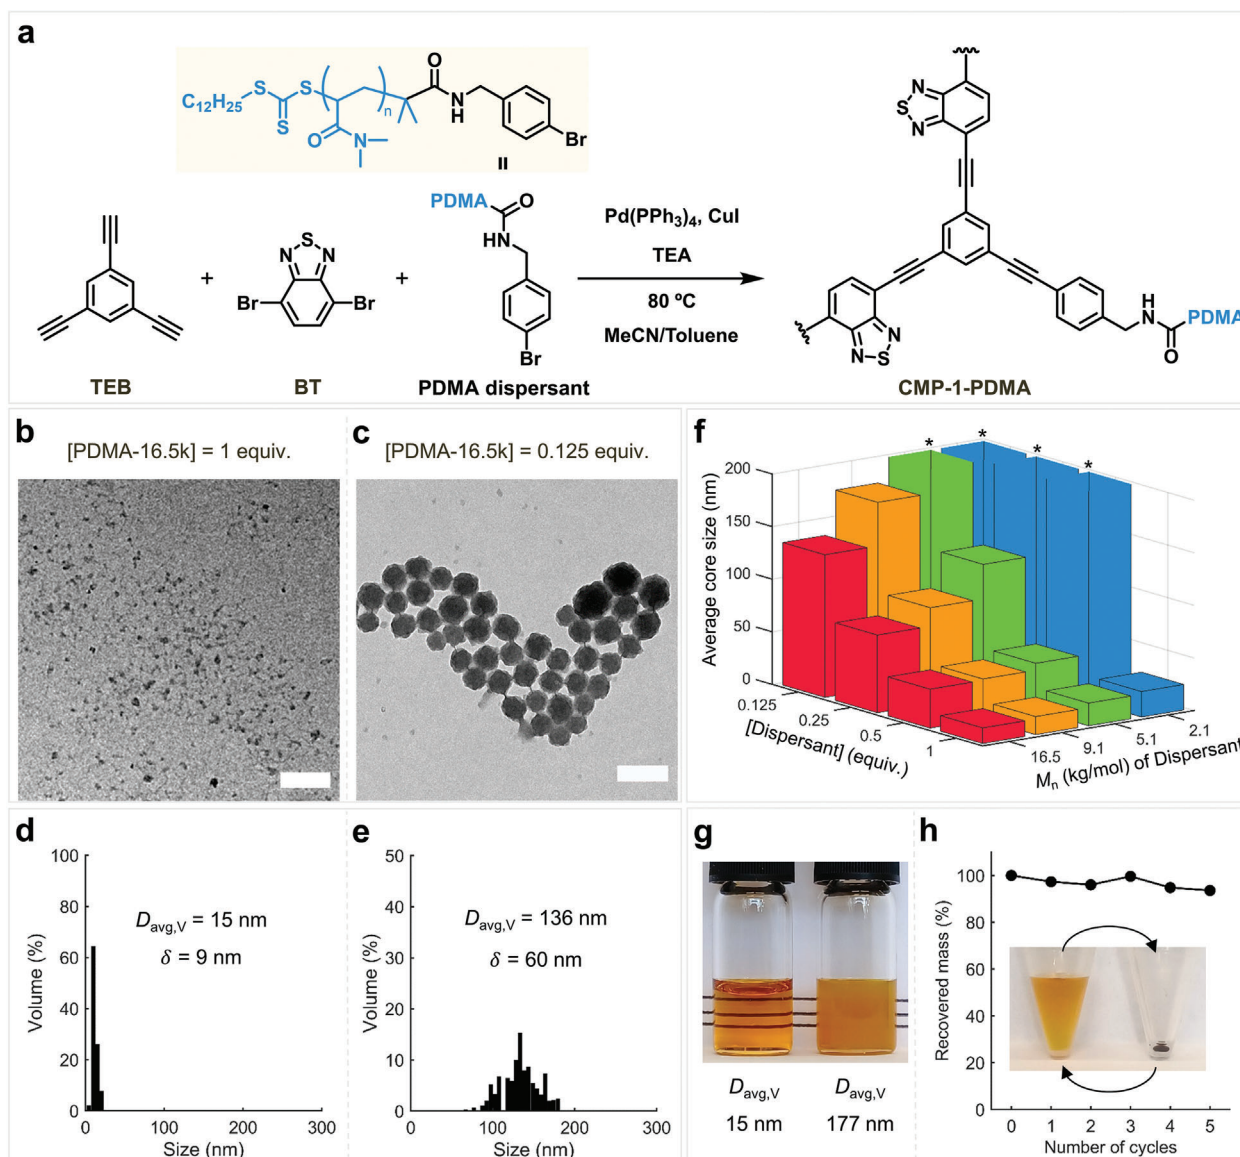 a
C12H25
S
S
S
n
O
N
O
NH
Br
II
PDMA
O
NH
Br
S
N
N
Br
Br
+
+
Pd(PPh3)4, CuI
TEA
80 ºC
MeCN/Toluene
N
S
N
N
S
N
H
N
O
PDMA
TEB
BT
PDMA dispersant
CMP-1-PDMA
b
[PDMA-16.5k] = 1 equiv.
c
[PDMA-16.5k] = 0.125 equiv.
f
Average core size (nm)
200
150
100
50
0
* * * *
0.125
0.25
0.5
1
[Dispersant] (equiv.)
16.5
9.1
5.1
2.1
Mn (kg/mol) of Dispersant
d
Volume (%)
100
80
60
40
20
0
Davg,V = 15 nm
δ = 9 nm
0 100 200 300
Size (nm)
e
Volume (%)
50
40
30
20
10
0
Davg,V = 136 nm
δ = 60 nm
0 100 200 300
Size (nm)
g
Davg,V
15 nm
Davg,V
177 nm
h
Recovered mass (%)
100
80
60
40
20
0
0 1 2 3 4 5
Number of cycles